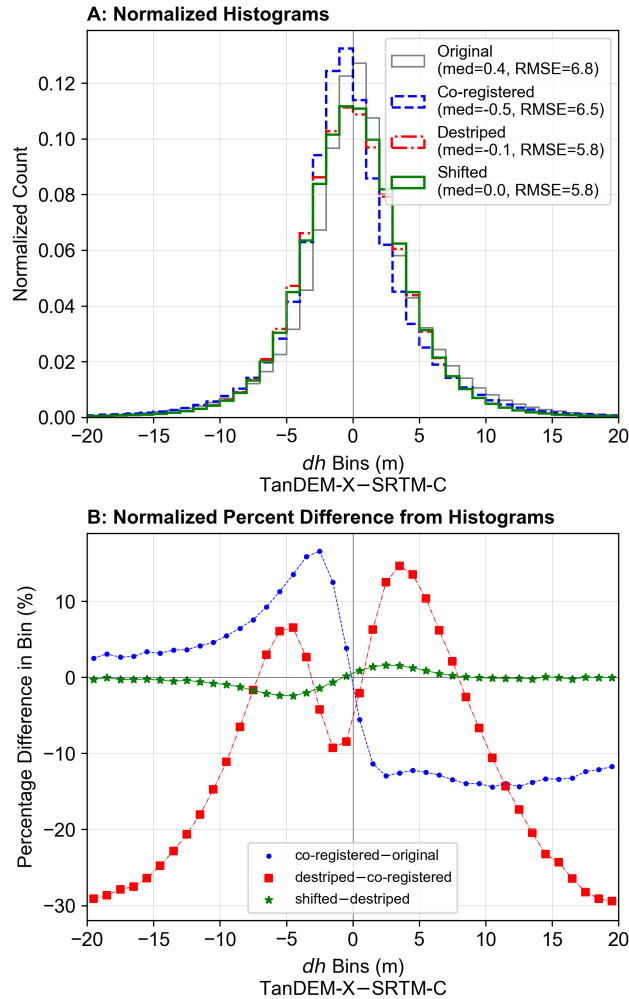 A: Normalized Histograms
Original
(med=0.4, RMSE=6.8)
Co-registered
(med=-0.5, RMSE=6.5)
Destriped
(med=-0.1, RMSE=5.8)
Shifted
(med=0.0, RMSE=5.8)
Normalized Count
0.12
0.10
0.08
0.06
0.04
0.02
0.00
−20 −15 −10 −5 0 5 10 15 20
dh Bins (m)
TanDEM-X−SRTM-C
B: Normalized Percent Difference from Histograms
Percentage Difference in Bin (%)
10
0
−10
−20
−30
co-registered−original
destriped−co-registered
shifted−destriped
−20 −15 −10 −5 0 5 10 15 20
dh Bins (m)
TanDEM-X−SRTM-C